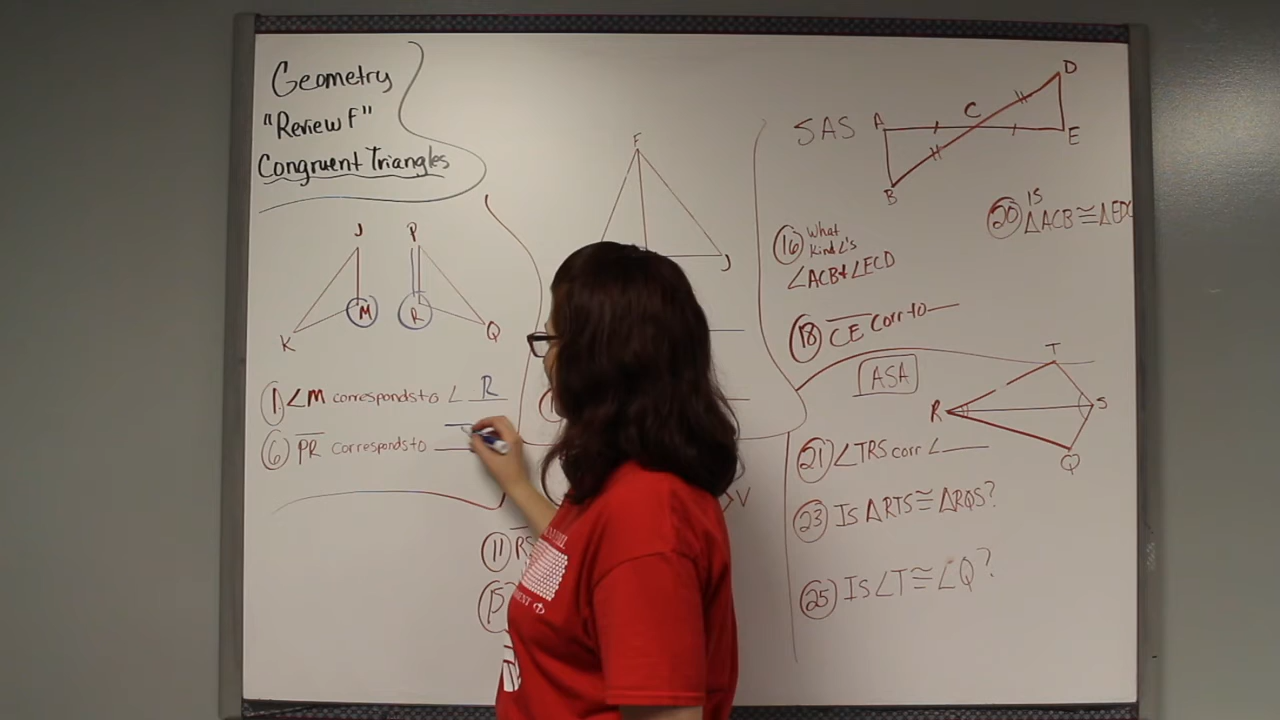 Geometry
"Review F"
Congruent Triangles
J P
K M R Q
① ∠M corresponds to ∠ R
⑥ PR corresponds to
F
J
V
⑪ RS
⑮
SAS
A C D
B E
⑯ What Kind ∠'s
∠ACB & ∠ECD
⑱ CE corr to
⑳ IS
△ACB ≅ △EDC
ASA
T
R S
Q
㉑ ∠TRS corr ∠
㉓ Is △RTS ≅ △RQS?
㉕ Is ∠T ≅ ∠Q?